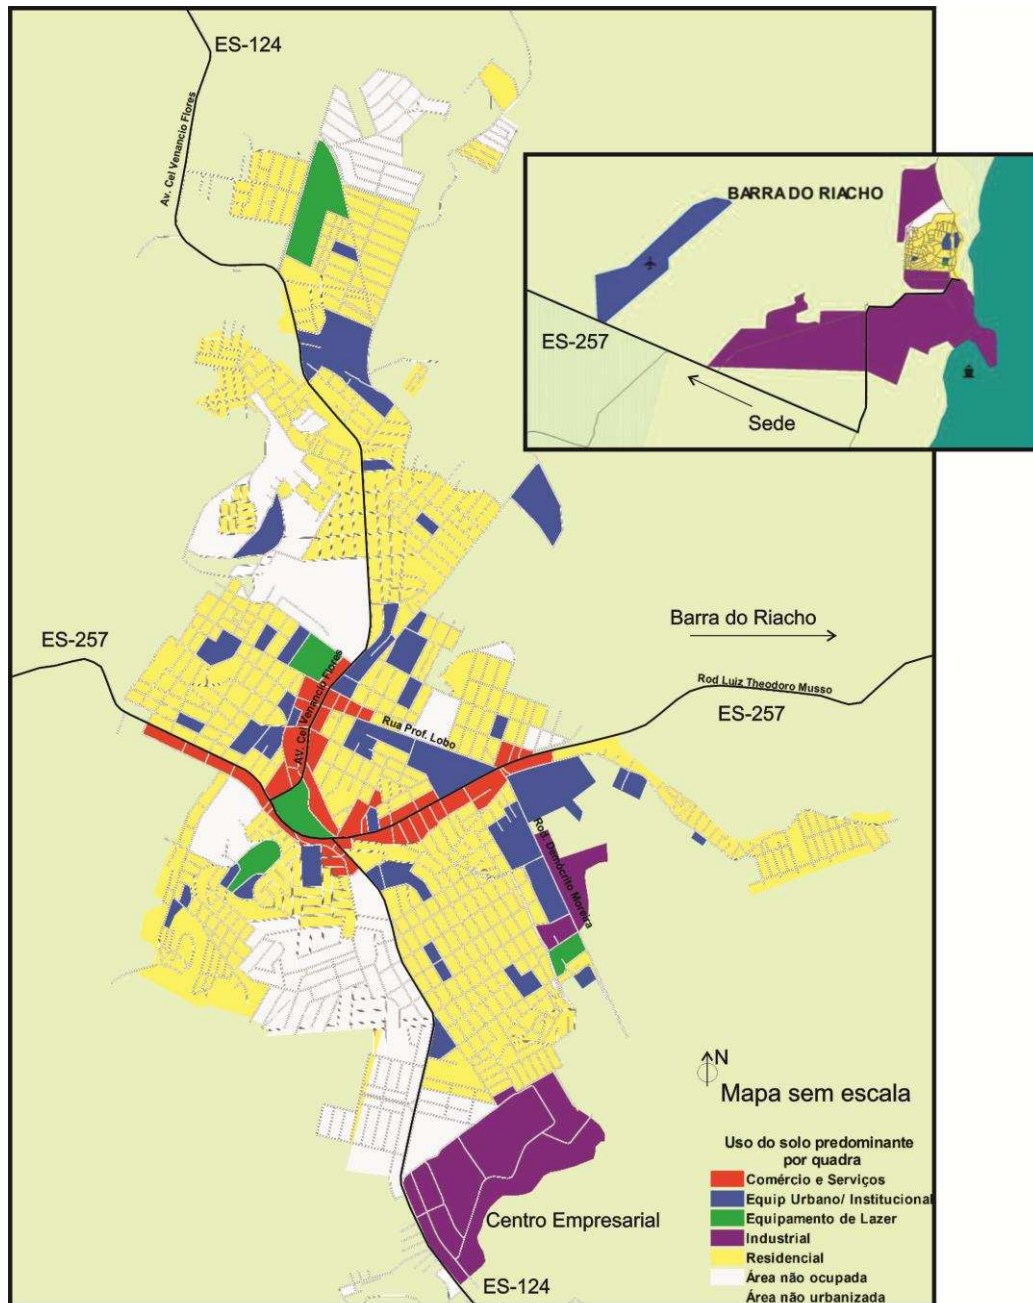 ES-124
Av. Cel Venancio Flores
BARRA DO RIACHO
ES-257
Sede
ES-257
Barra do Riacho
Rod Luiz Theodoro Musso
ES-257
AV. Cel Venancio Flores
Rua Prof. Lobo
Rod. Demócrito Moreira
N
Mapa sem escala
Uso do solo predominante
por quadra
Comércio e Serviços
Equip Urbano/ Institucional
Equipamento de Lazer
Industrial
Residencial
Área não ocupada
Área não urbanizada
Centro Empresarial
ES-124